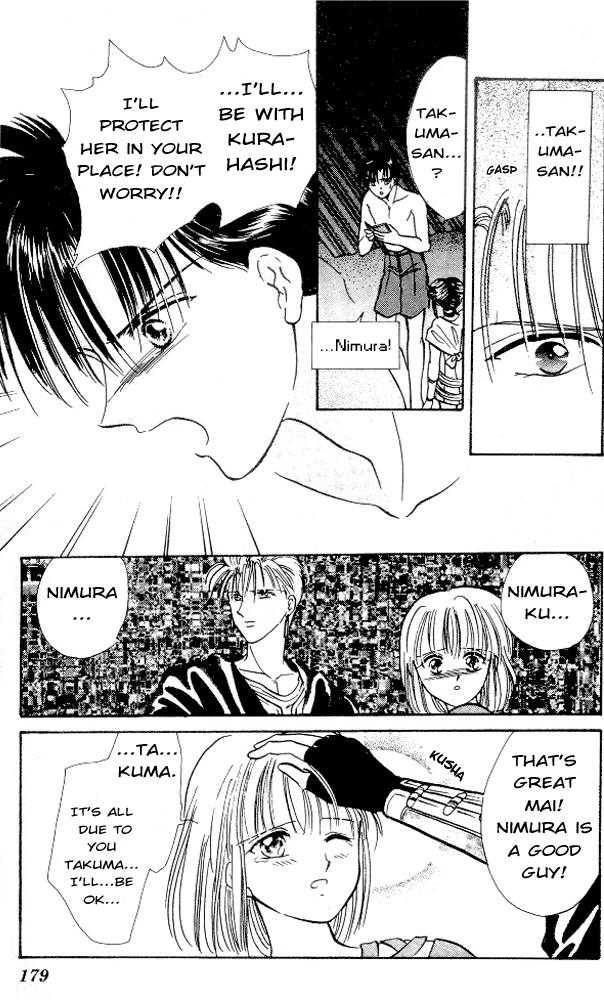 ..TAK-
UMA-
SAN!!
GASP
TAK-
UMA-
SAN...
?
...Nimura!
...I'LL...
BE WITH
KURA-
HASHI!
I'LL
PROTECT
HER IN YOUR
PLACE! DON'T
WORRY!!
NIMURA-
KU...
NIMURA
...
THAT'S
GREAT
MAI!
NIMURA IS
A GOOD
GUY!
KUSHA
...TA...
KUMA.
IT'S ALL
DUE TO
YOU
TAKUMA...
I'LL...BE
OK...
179